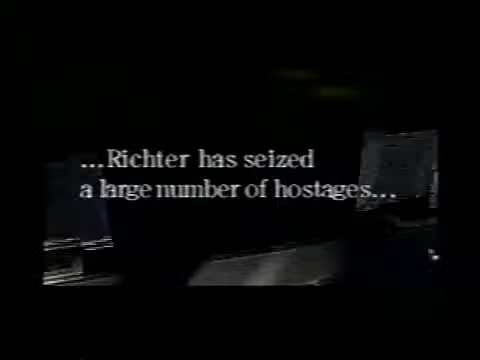 ...Richter has seized
a large number of hostages...